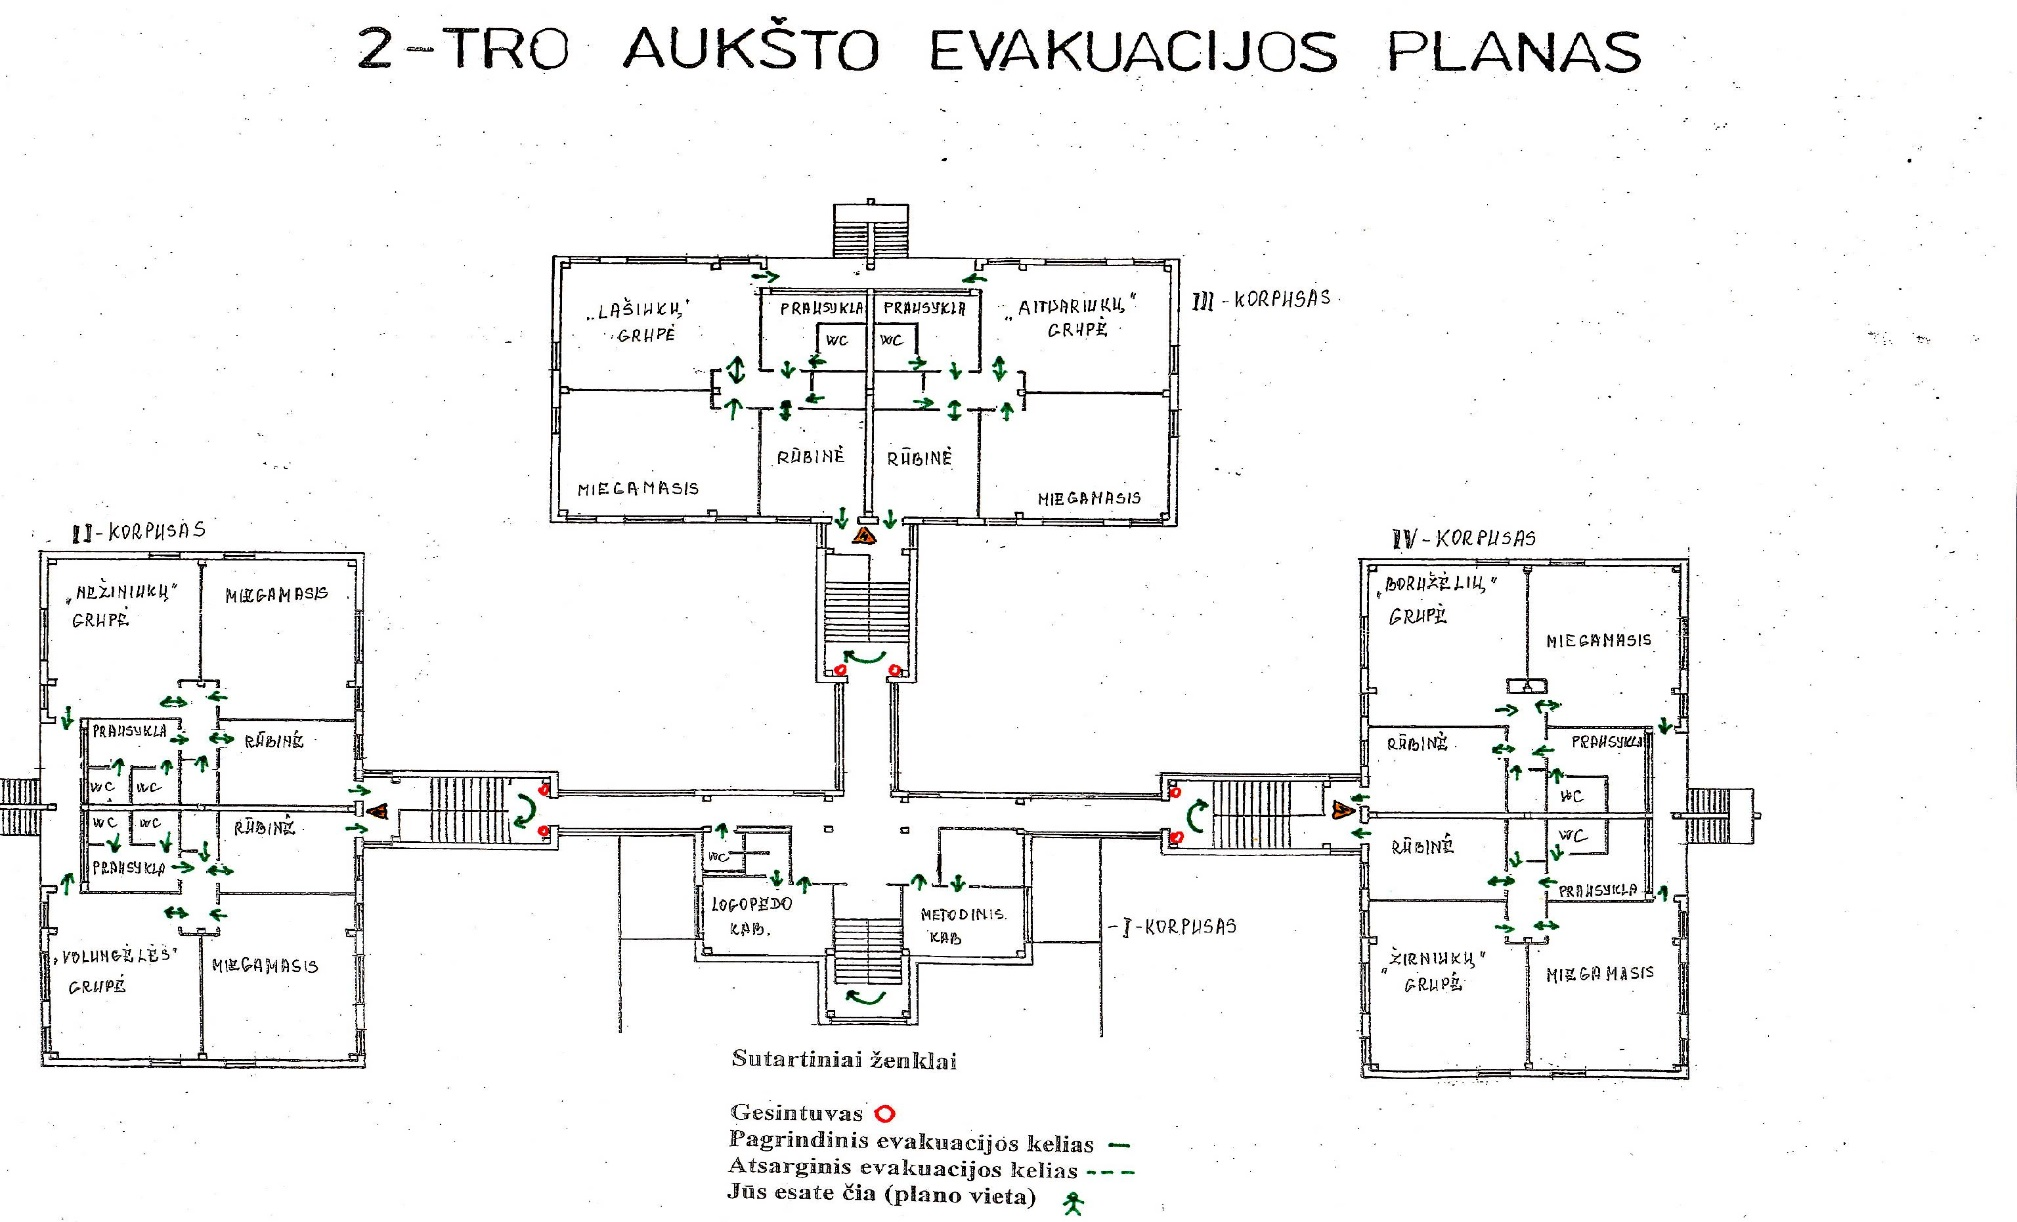 2-TRO AUKŠTO EVAKUACIJOS PLANAS
„LAŠIUKŲ"
GRUPĖ
PRAUSYKLA
PRAUSYKLA
WC
WC
„AITVARIUKŲ"
GRUPĖ
III-KORPUSAS
RŪBINĖ
RŪBINĖ
MIEGAMASIS
MIEGAMASIS
II-KORPUSAS
„NEŽINIUKŲ"
GRUPĖ
MIEGAMASIS
PRAUSYKLA
RŪBINĖ
WC
WC
WC
WC
RŪBINĖ
PRAUSYKLA
„VOLUNGĖLĖS"
GRUPĖ
MIEGAMASIS
IV-KORPUSAS
„BORUŽĖLIŲ"
GRUPĖ
MIEGAMASIS
RŪBINĖ
PRAUSYKLA
WC
WC
RŪBINĖ
PRAUSYKLA
„ŽIRNIUKŲ"
GRUPĖ
MIEGAMASIS
WC
LOGOPEDO
KAB.
METODINIS.
KAB
-I-KORPUSAS
Sutartiniai ženklai
Gesintuvas
Pagrindinis evakuacijos kelias
Atsarginis evakuacijos kelias
Jūs esate čia (plano vieta)